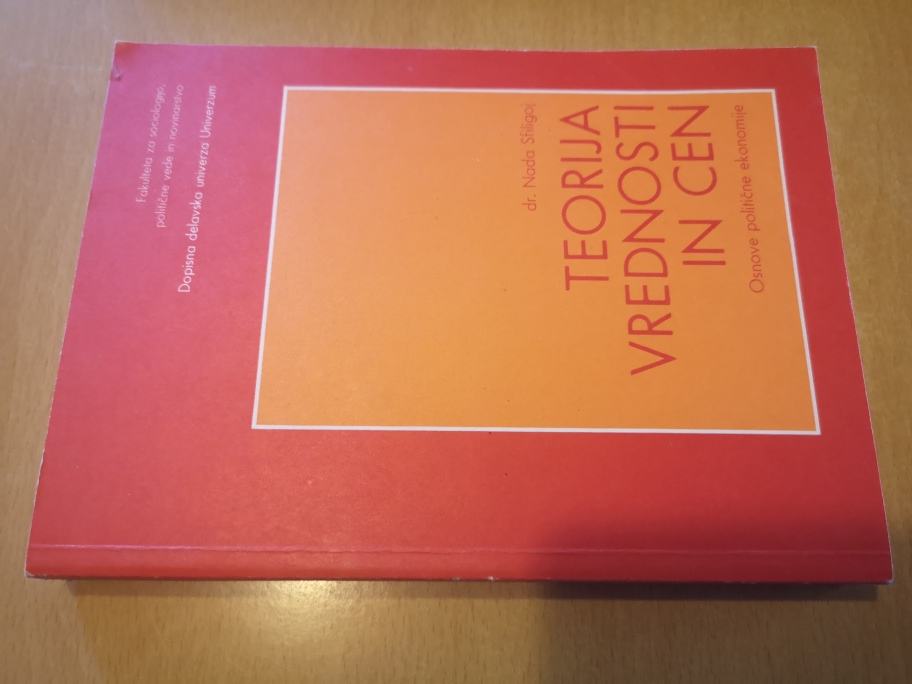 Fakulteta za sociologijo,
politične vede in novinarstvo
Dopisna delavska univerza Univerzum
dr. Nada Sfiligoj
TEORIJA
VREDNOSTI
IN CEN
Osnove politične ekonomije